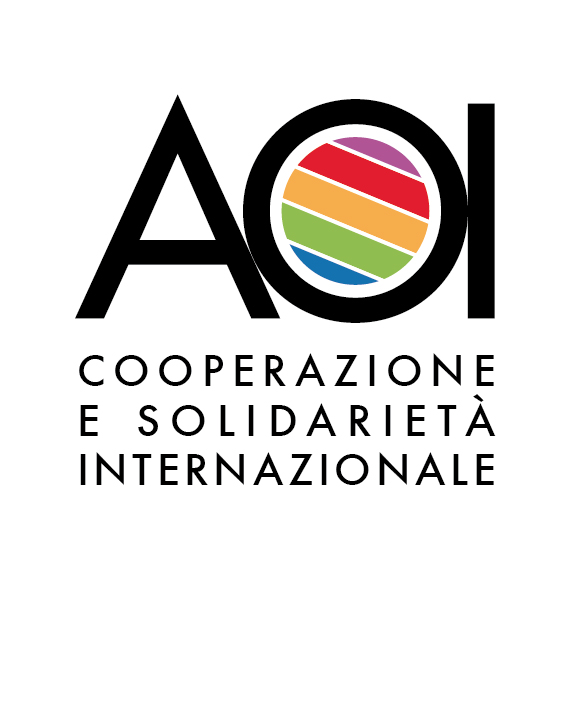 AOI
COOPERAZIONE
E SOLIDARIETÀ
INTERNAZIONALE